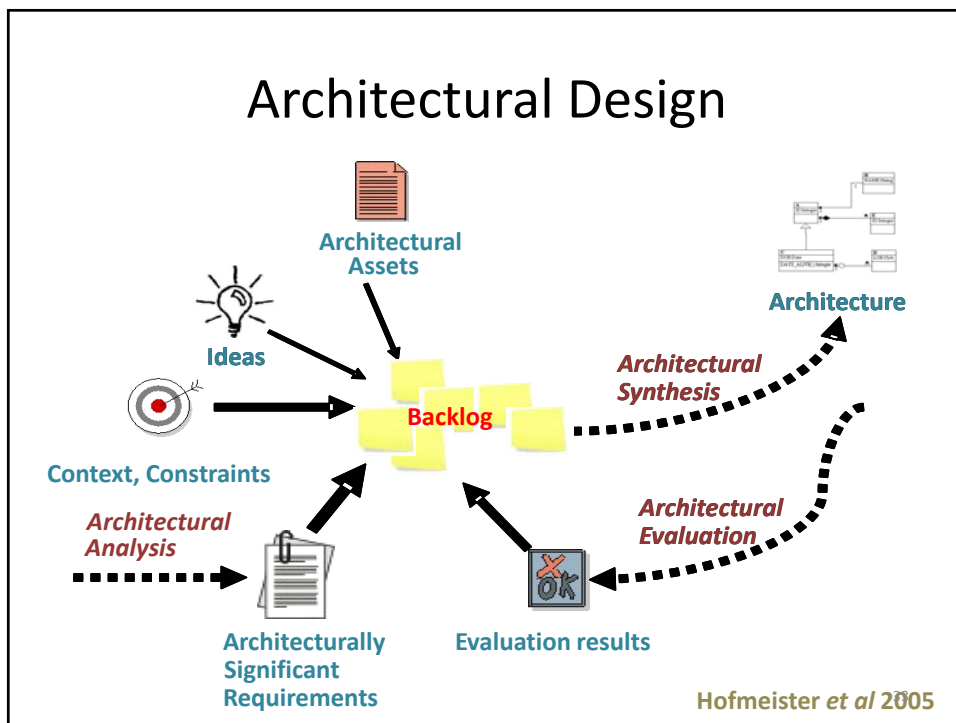 Architectural Design
Architectural
Assets
Ideas
Architecture
Architectural
Synthesis
Backlog
Context, Constraints
Architectural
Analysis
Architectural
Evaluation
OK
Architecturally
Significant
Requirements
Evaluation results
Hofmeister et al 2005